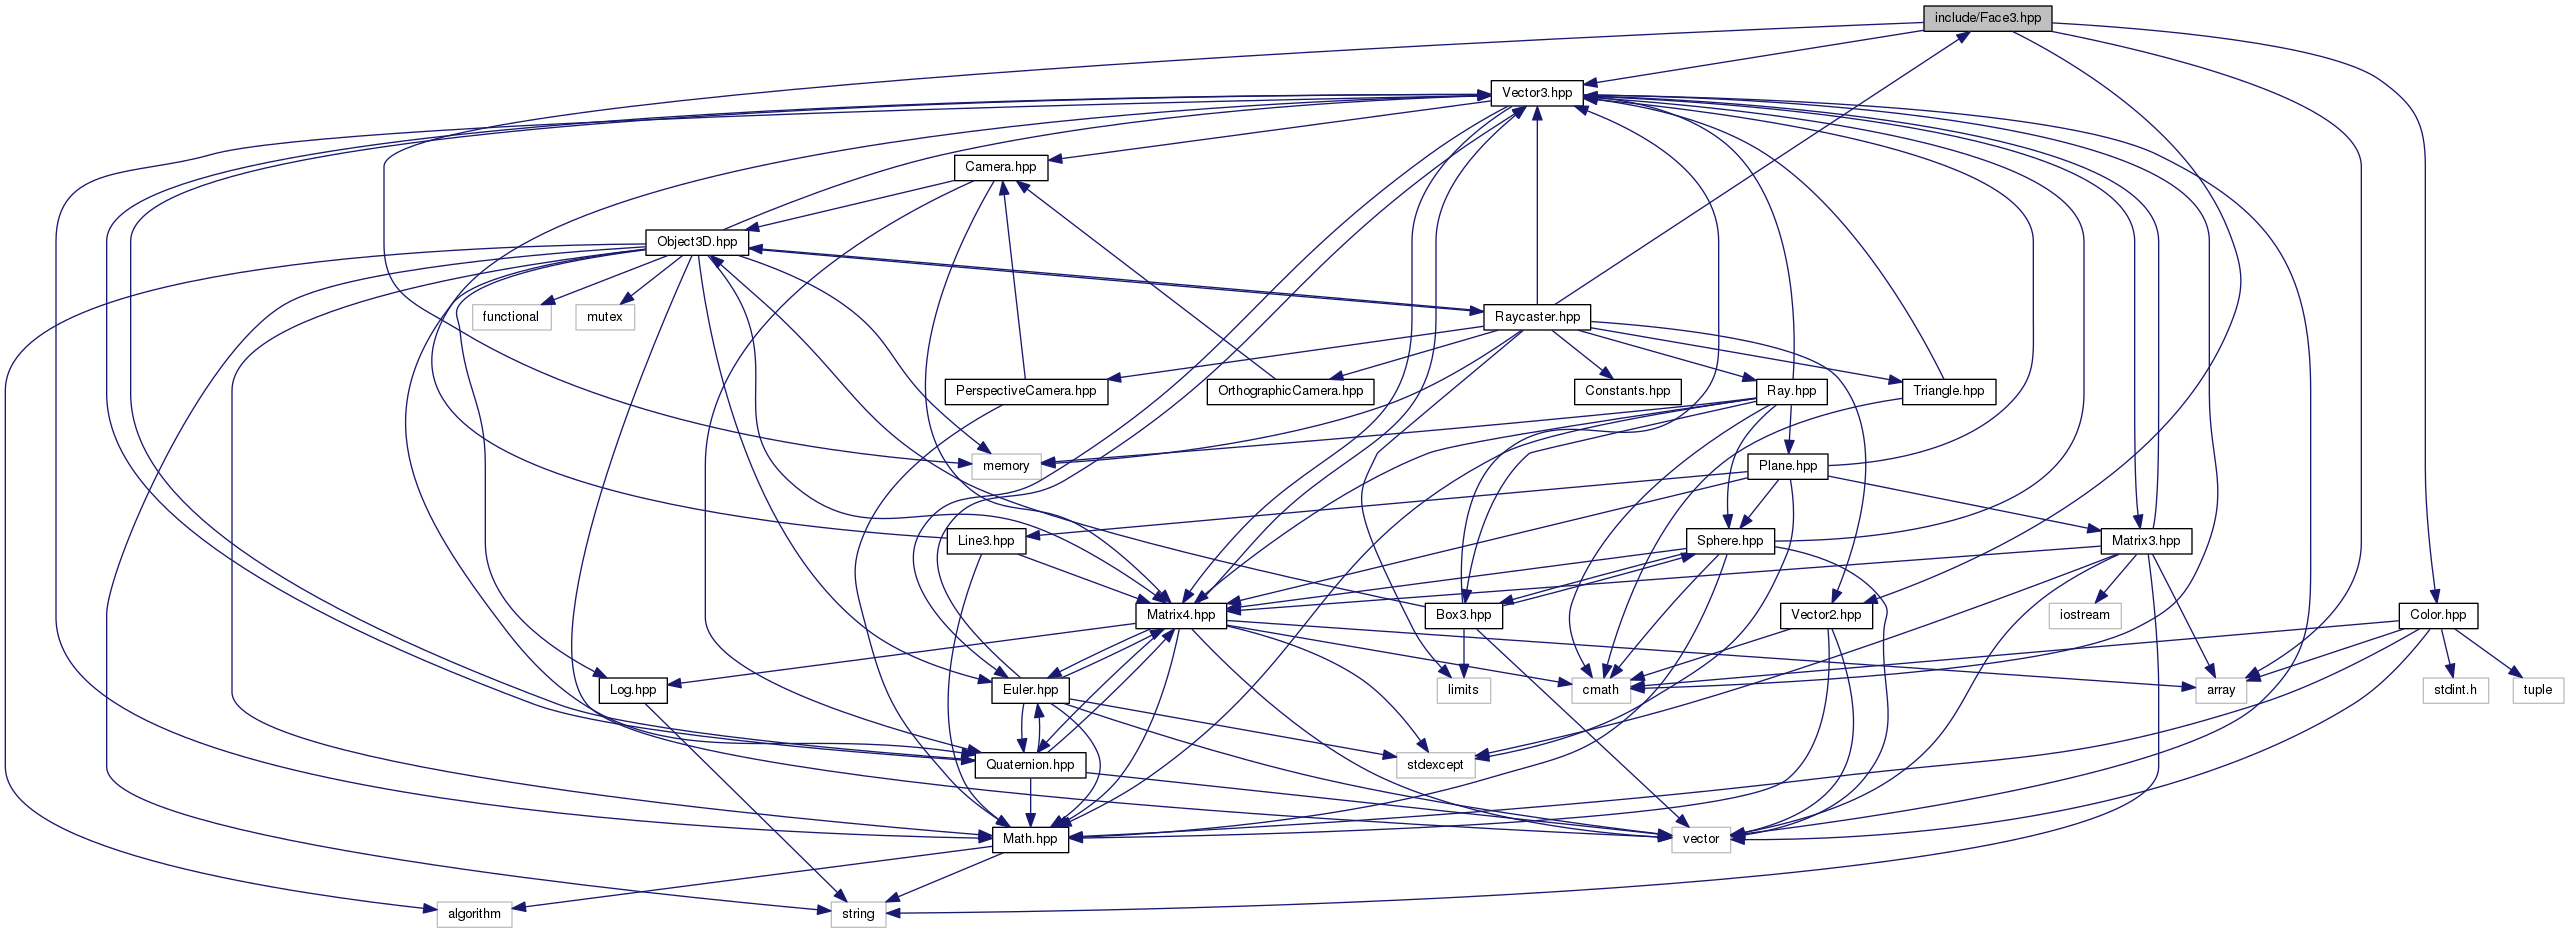 include/Face3.hpp
Vector3.hpp
Camera.hpp
Object3D.hpp
functional
mutex
Raycaster.hpp
PerspectiveCamera.hpp
OrthographicCamera.hpp
Constants.hpp
Ray.hpp
Triangle.hpp
memory
Plane.hpp
Line3.hpp
Sphere.hpp
Matrix3.hpp
Matrix4.hpp
Box3.hpp
Vector2.hpp
iostream
Color.hpp
Log.hpp
Euler.hpp
limits
cmath
array
stdint.h
tuple
Quaternion.hpp
stdexcept
Math.hpp
vector
algorithm
string